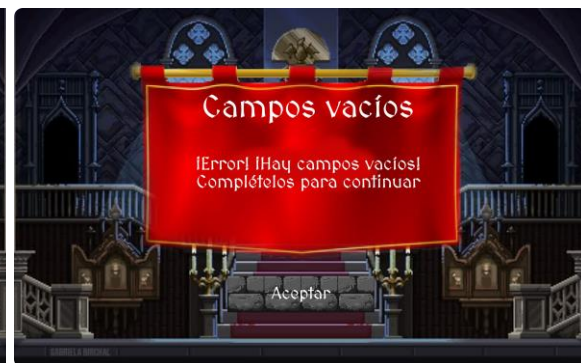 Campos vacíos
¡Error! ¡Hay campos vacíos!
Complételos para continuar
Aceptar